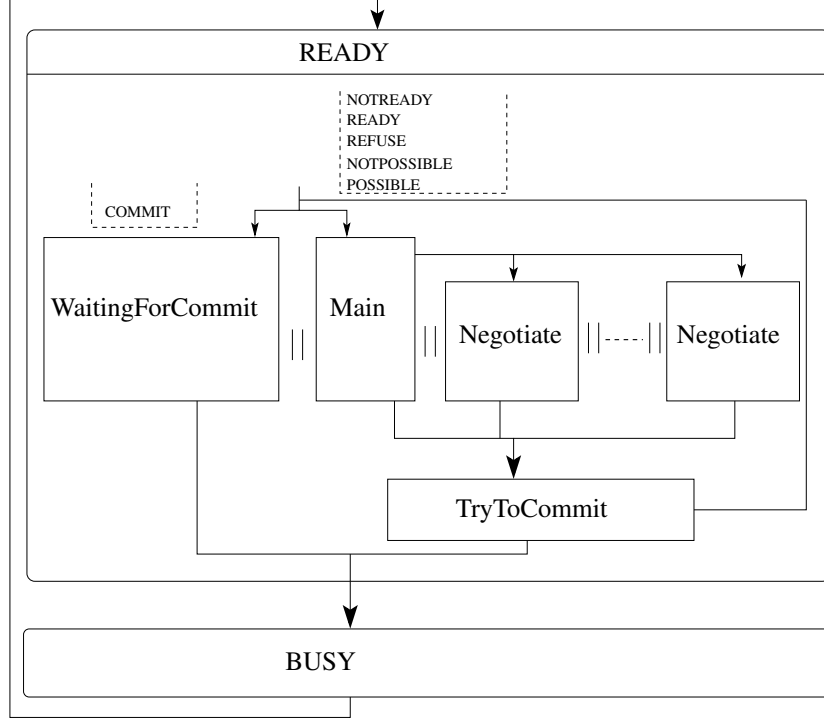 READY
NOTREADY
READY
REFUSE
NOTPOSSIBLE
POSSIBLE
COMMIT
WaitingForCommit
Main
Negotiate
Negotiate
TryToCommit
BUSY